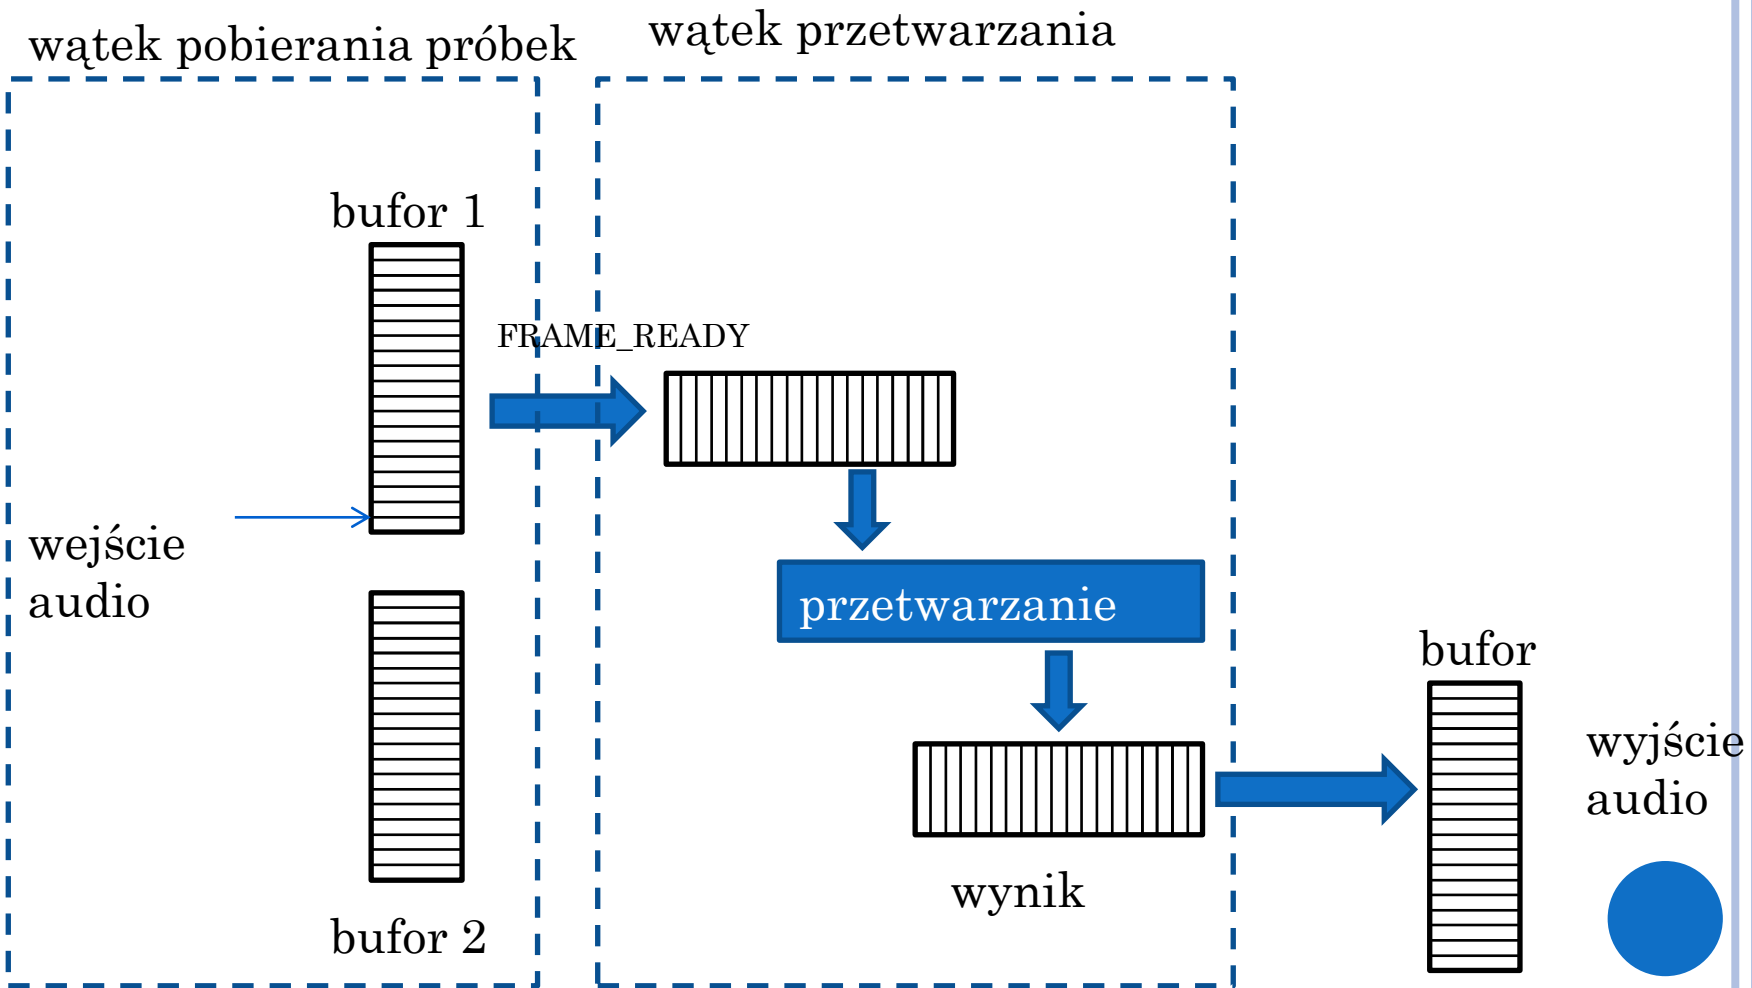 wątek pobierania próbek
wątek przetwarzania
bufor 1
FRAME_READY
wejście
audio
przetwarzanie
bufor
wyjście
audio
wynik
bufor 2